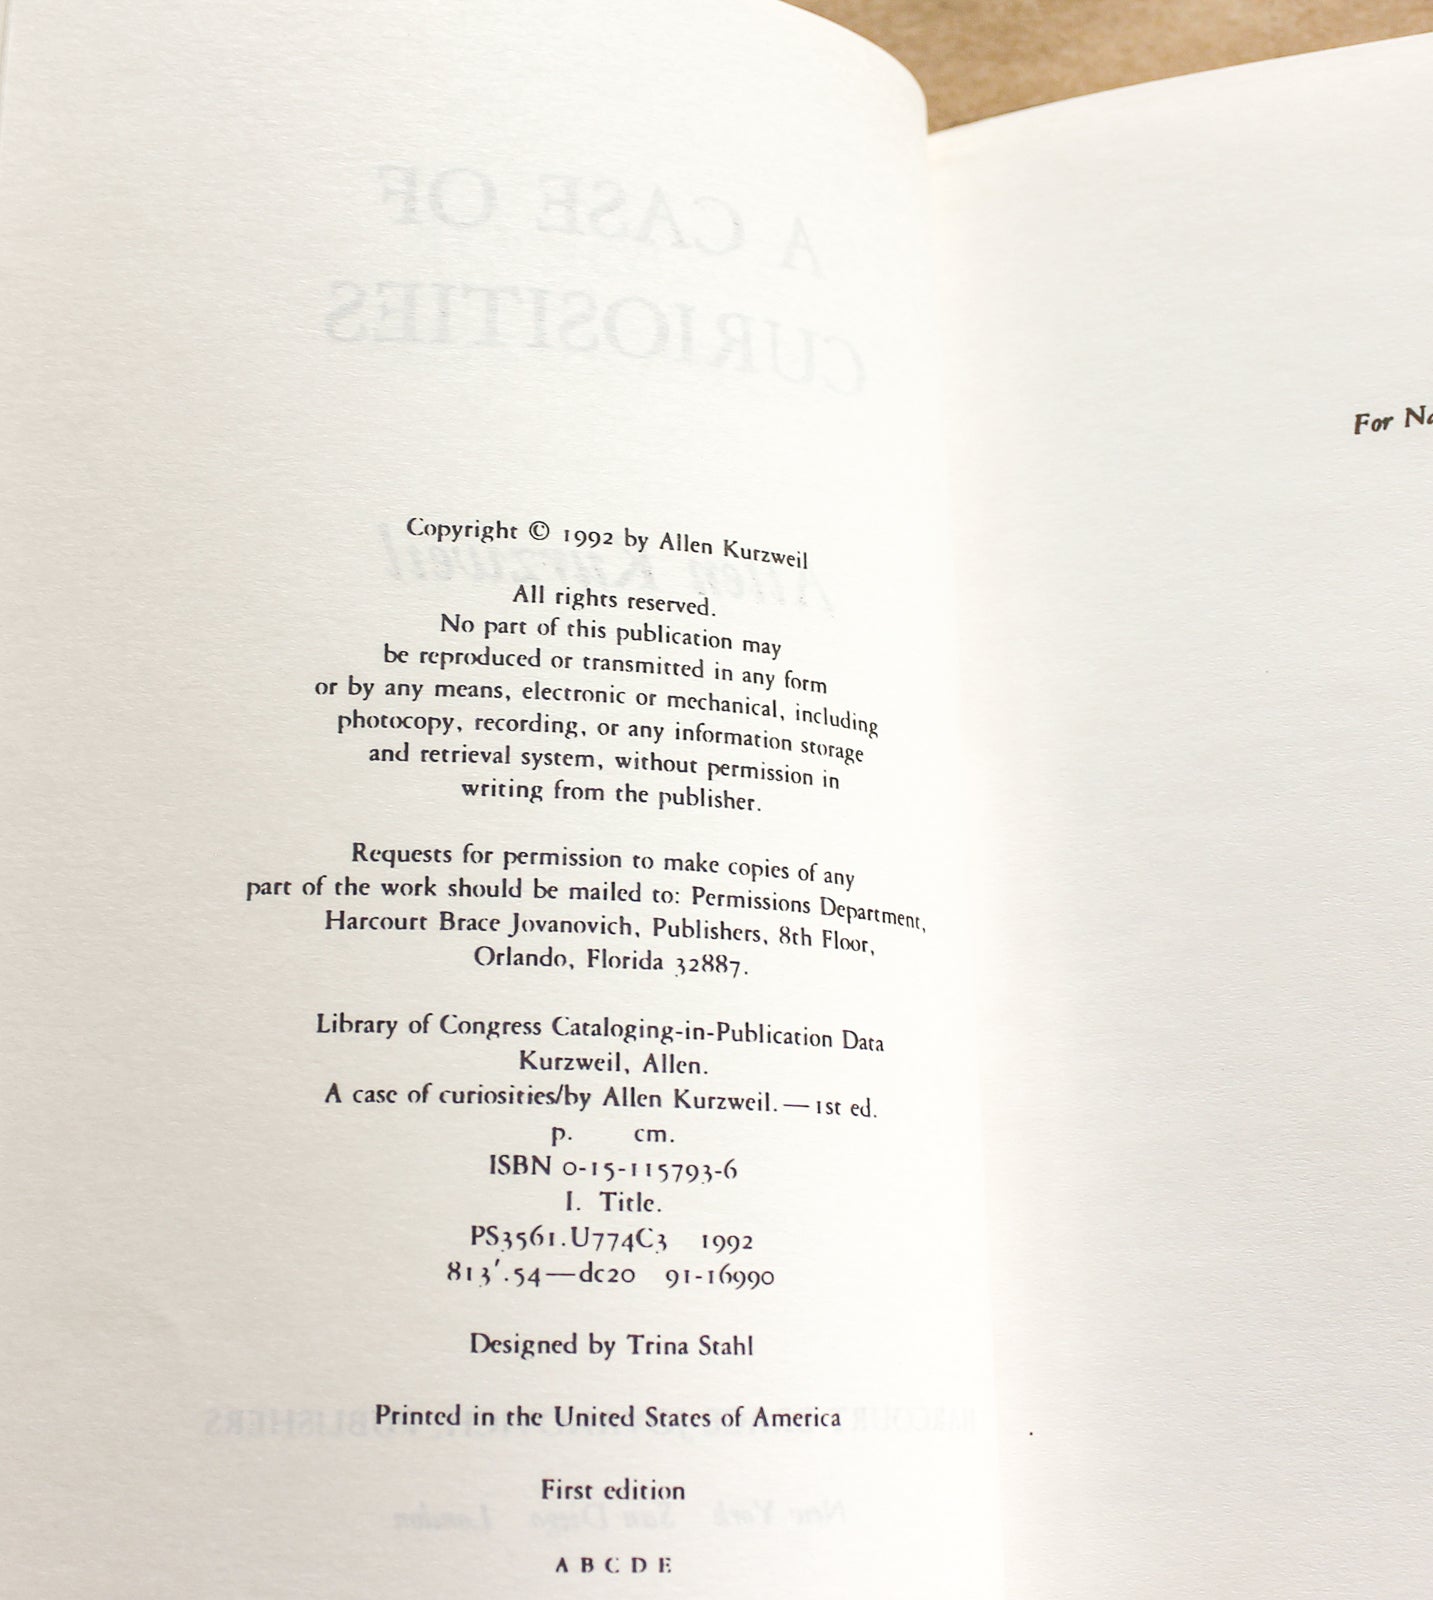 Copyright © 1992 by Allen Kurzweil
All rights reserved.
No part of this publication may
be reproduced or transmitted in any form
or by any means, electronic or mechanical, including
photocopy, recording, or any information storage
and retrieval system, without permission in
writing from the publisher.
Requests for permission to make copies of any
part of the work should be mailed to: Permissions Department,
Harcourt Brace Jovanovich, Publishers, 8th Floor,
Orlando, Florida 32887.
Library of Congress Cataloging-in-Publication Data
Kurzweil, Allen.
A case of curiosities/by Allen Kurzweil.—1st ed.
p. cm.
ISBN 0-15-115793-6
I. Title.
PS3561.U774C3 1992
813′.54—dc20 91-16990
Designed by Trina Stahl
Printed in the United States of America
First edition
A B C D E
For